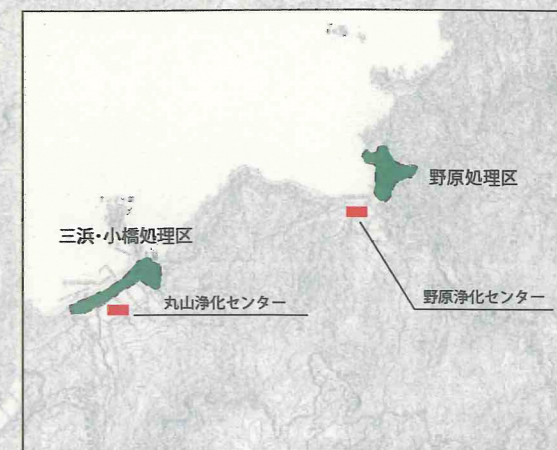 野原処理区
三浜･小橋処理区
野原浄化センター
丸山浄化センター